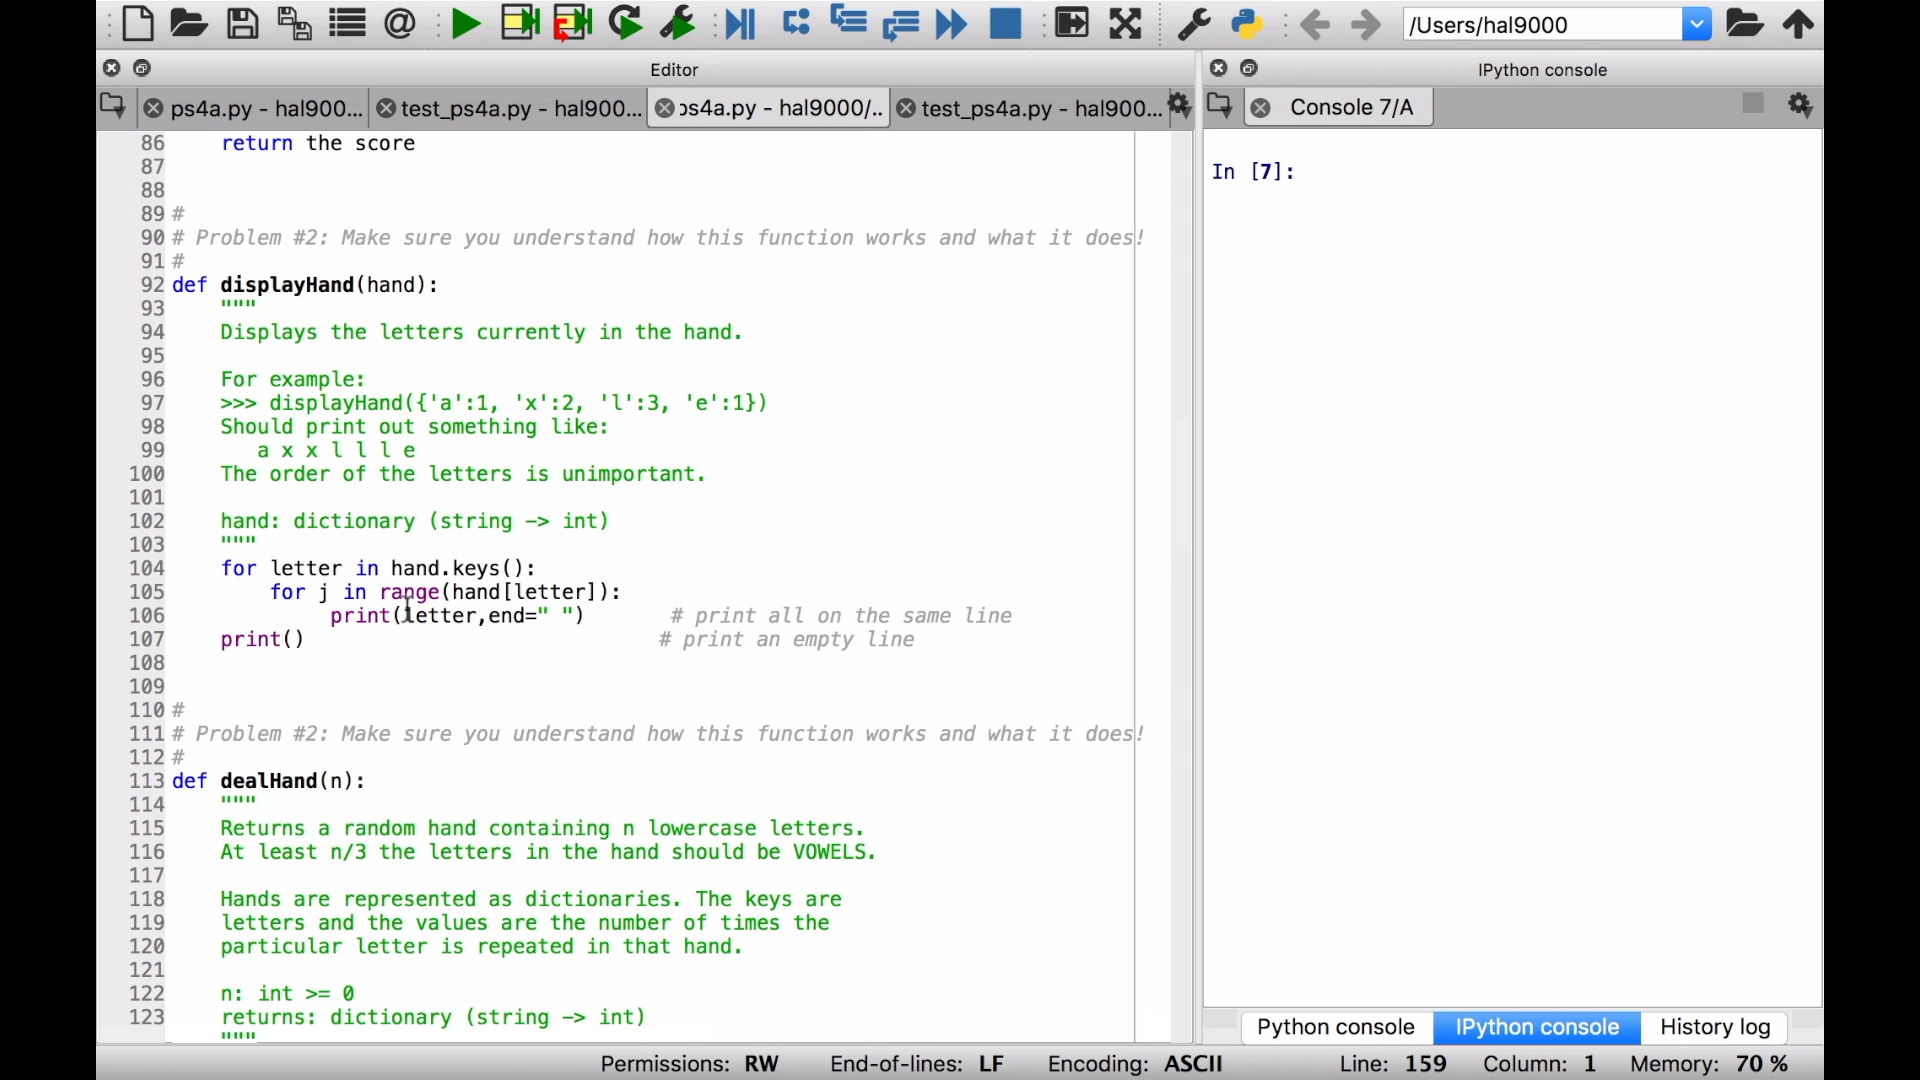 /Users/hal9000
Editor
IPython console
ps4a.py - hal900...
test_ps4a.py - hal900...
ps4a.py - hal9000/..
test_ps4a.py - hal900...
Console 7/A
86 return the score
87
88
89 #
90 # Problem #2: Make sure you understand how this function works and what it does!
91 #
92 def displayHand(hand):
93 """
94 Displays the letters currently in the hand.
95
96 For example:
97 >>> displayHand({'a':1, 'x':2, 'l':3, 'e':1})
98 Should print out something like:
99 a x x l l l e
100 The order of the letters is unimportant.
101
102 hand: dictionary (string -> int)
103 """
104 for letter in hand.keys():
105 for j in range(hand[letter]):
106 print(letter,end=" ") # print all on the same line
107 print() # print an empty line
108
109
110 #
111 # Problem #2: Make sure you understand how this function works and what it does!
112 #
113 def dealHand(n):
114 """
115 Returns a random hand containing n lowercase letters.
116 At least n/3 the letters in the hand should be VOWELS.
117
118 Hands are represented as dictionaries. The keys are
119 letters and the values are the number of times the
120 particular letter is repeated in that hand.
121
122 n: int >= 0
123 returns: dictionary (string -> int)
"""
In [7]:
Python console
IPython console
History log
Permissions: RW End-of-lines: LF Encoding: ASCII Line: 159 Column: 1 Memory: 70 %